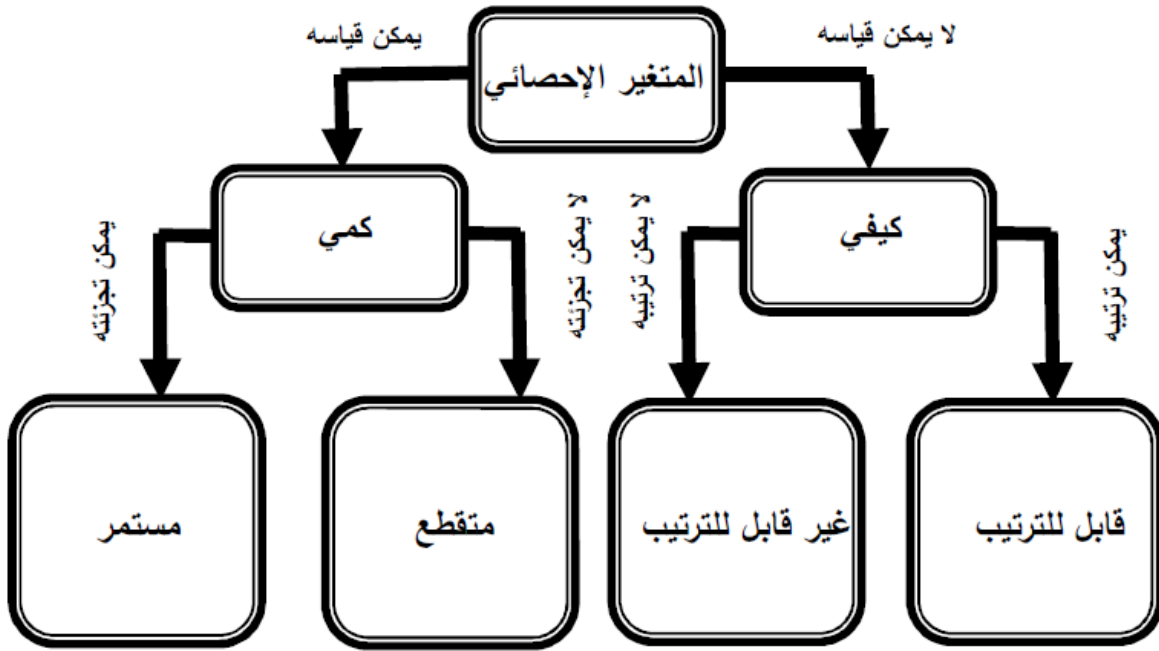 لا يمكن قياسه
يمكن قياسه
المتغير الإحصائي
كيفي
كمي
يمكن ترتيبه
لا يمكن ترتيبه
لا يمكن تجزئته
يمكن تجزئته
قابل للترتيب
غير قابل للترتيب
متقطع
مستمر